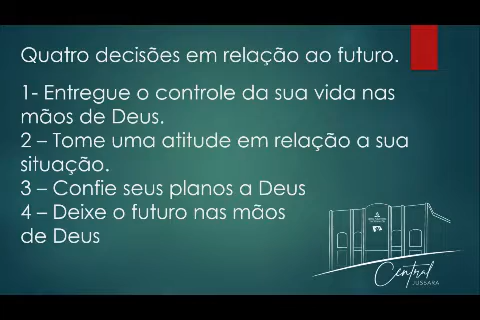 Quatro decisões em relação ao futuro.
1- Entregue o controle da sua vida nas
mãos de Deus.
2 – Tome uma atitude em relação a sua
situação.
3 – Confie seus planos a Deus
4 – Deixe o futuro nas mãos
de Deus
Central
JUSSARA